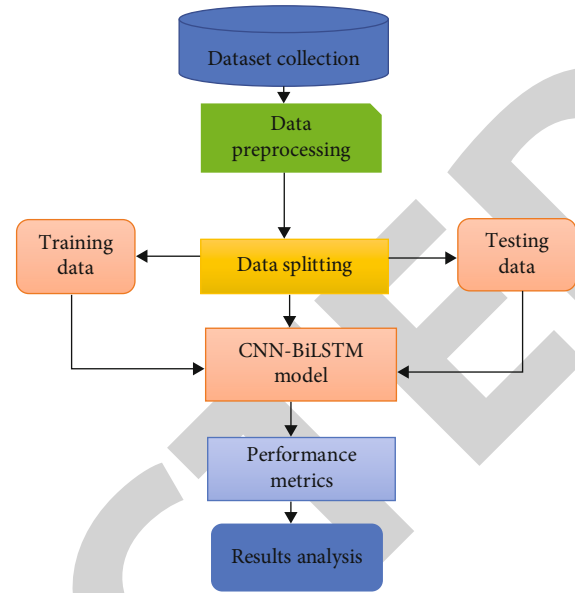 Dataset collection
Data
preprocessing
Training
data
Data splitting
Testing
data
CNN-BiLSTM
model
Performance
metrics
Results analysis